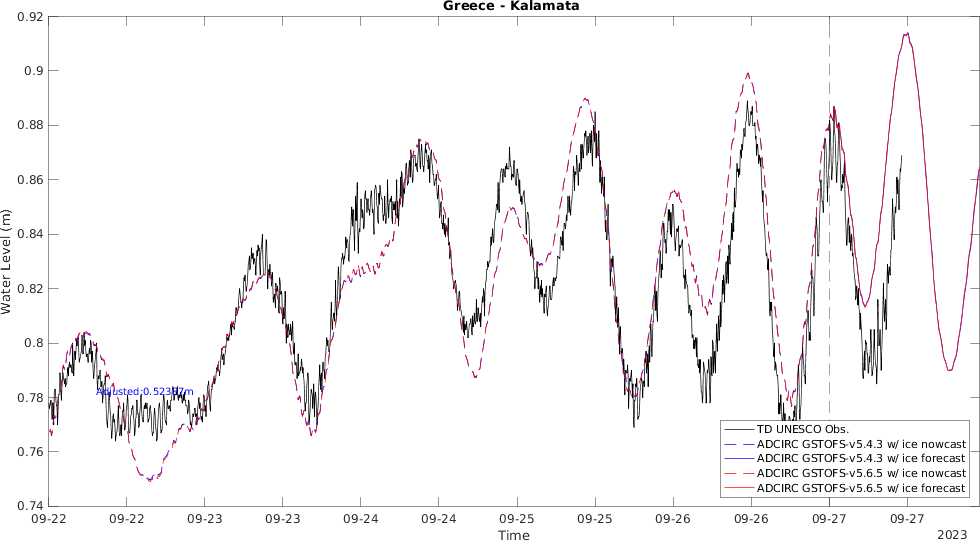 Greece - Kalamata
0.92
0.9
0.88
0.86
0.84
0.82
0.8
0.78
0.76
0.74
Water Level (m)
TD UNESCO Obs.
ADCIRC GSTOFS-v5.4.3 w/ ice nowcast
ADCIRC GSTOFS-v5.4.3 w/ ice forecast
ADCIRC GSTOFS-v5.6.5 w/ ice nowcast
ADCIRC GSTOFS-v5.6.5 w/ ice forecast
09-22 09-22 09-23 09-23 09-24 09-24 09-25 09-25 09-26 09-26 09-27 09-27
Time
2023